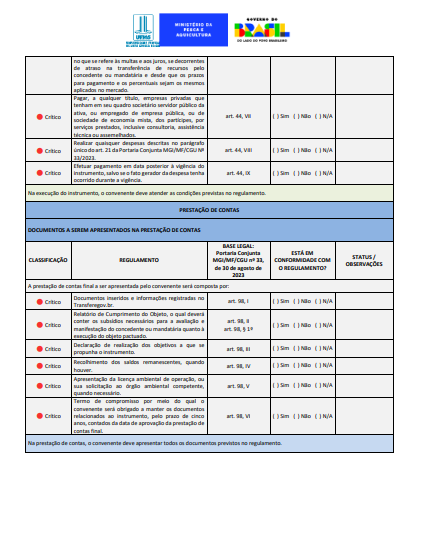 UFRPE
MINISTÉRIO DA
PESCA E
AQUICULTURA
GOVERNO DO
BRASIL
DO LADO DO POVO BRASILEIRO
no que se refere às multas e aos juros, se decorrentes
de atraso na transferência de recursos pelo
concedente ou mandatária e desde que os prazos
para pagamento e os percentuais sejam os mesmos
aplicados no mercado.
Crítico
Pagar, a qualquer título, empresas privadas que
tenham em seu quadro societário servidor público da
ativa, ou empregado de empresa pública, ou de
sociedade de economia mista, dos partícipes, por
serviços prestados, inclusive consultoria, assistência
técnica ou assemelhados.
art. 44, VII
( ) Sim ( ) Não ( ) N/A
Crítico
Realizar quaisquer despesas descritas no parágrafo
único do art. 21 da Portaria Conjunta MGI/MF/CGU Nº
33/2023.
art. 44, VIII
( ) Sim ( ) Não ( ) N/A
Crítico
Efetuar pagamento em data posterior à vigência do
instrumento, salvo se o fato gerador da despesa tenha
ocorrido durante a vigência.
art. 44, IX
( ) Sim ( ) Não ( ) N/A
Na execução do instrumento, o convenente deve atender as condições previstas no regulamento.
PRESTAÇÃO DE CONTAS
DOCUMENTOS A SEREM APRESENTADOS NA PRESTAÇÃO DE CONTAS
CLASSIFICAÇÃO
REGULAMENTO
BASE LEGAL:
Portaria Conjunta
MGI/MF/CGU nº 33,
de 30 de agosto de
2023
ESTÁ EM
CONFORMIDADE COM
O REGULAMENTO?
STATUS /
OBSERVAÇÕES
A prestação de contas final a ser apresentada pelo convenente será composta por:
Crítico
Documentos inseridos e informações registradas no
Transferegov.br.
art. 98, I
( ) Sim ( ) Não ( ) N/A
Crítico
Relatório de Cumprimento do Objeto, o qual deverá
conter os subsídios necessários para a avaliação e
manifestação do concedente ou mandatária quanto à
execução do objeto pactuado.
art. 98, II
art. 98, § 1º
( ) Sim ( ) Não ( ) N/A
Crítico
Declaração de realização dos objetivos a que se
propunha o instrumento.
art. 98, III
( ) Sim ( ) Não ( ) N/A
Crítico
Recolhimento dos saldos remanescentes, quando
houver.
art. 98, IV
( ) Sim ( ) Não ( ) N/A
Crítico
Apresentação da licença ambiental de operação, ou
sua solicitação ao órgão ambiental competente,
quando necessário.
art. 98, V
( ) Sim ( ) Não ( ) N/A
Crítico
Termo de compromisso por meio do qual o
convenente será obrigado a manter os documentos
relacionados ao instrumento, pelo prazo de cinco
anos, contados da data de aprovação da prestação de
contas final.
art. 98, VI
( ) Sim ( ) Não ( ) N/A
Na prestação de contas, o convenente deve apresentar todos os documentos previstos no regulamento.